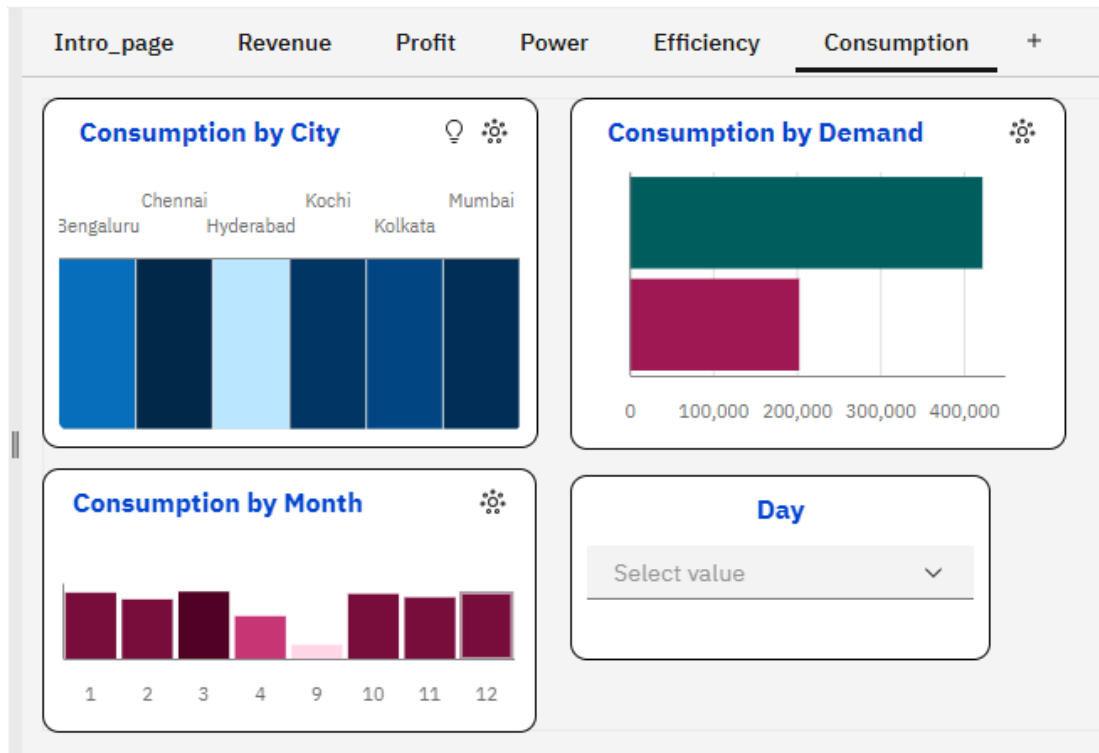 Intro_page Revenue Profit Power Efficiency Consumption +
Consumption by City
Chennai Kochi Mumbai
Bengaluru Hyderabad Kolkata
Consumption by Demand
0 100,000 200,000 300,000 400,000
Consumption by Month
1 2 3 4 9 10 11 12
Day
Select value